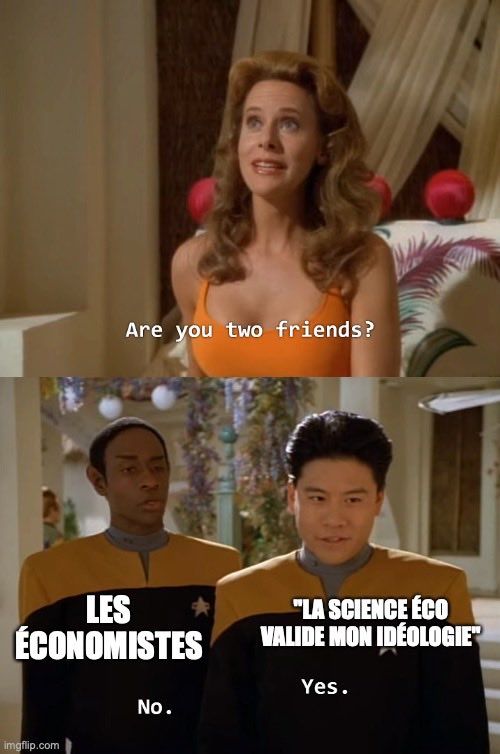 Are you two friends?
LES
ÉCONOMISTES
"LA SCIENCE ÉCO
VALIDE MON IDÉOLOGIE"
Yes.
No.
imgflip.com